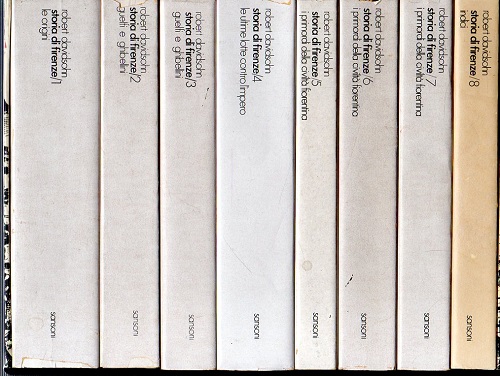 robert davidsohn
storia di firenze/1
le origini
sansoni
robert davidsohn
storia di firenze/2
guelfi e ghibellini
sansoni
robert davidsohn
storia di firenze/3
guelfi e ghibellini
sansoni
robert davidsohn
storia di firenze/4
le ultime lotte contro l'impero
sansoni
robert davidsohn
storia di firenze/5
i primordi della civiltà fiorentina
sansoni
robert davidsohn
storia di firenze/6
i primordi della civiltà fiorentina
sansoni
robert davidsohn
storia di firenze/7
i primordi della civiltà fiorentina
sansoni
robert davidsohn
storia di firenze/8
indici
sansoni